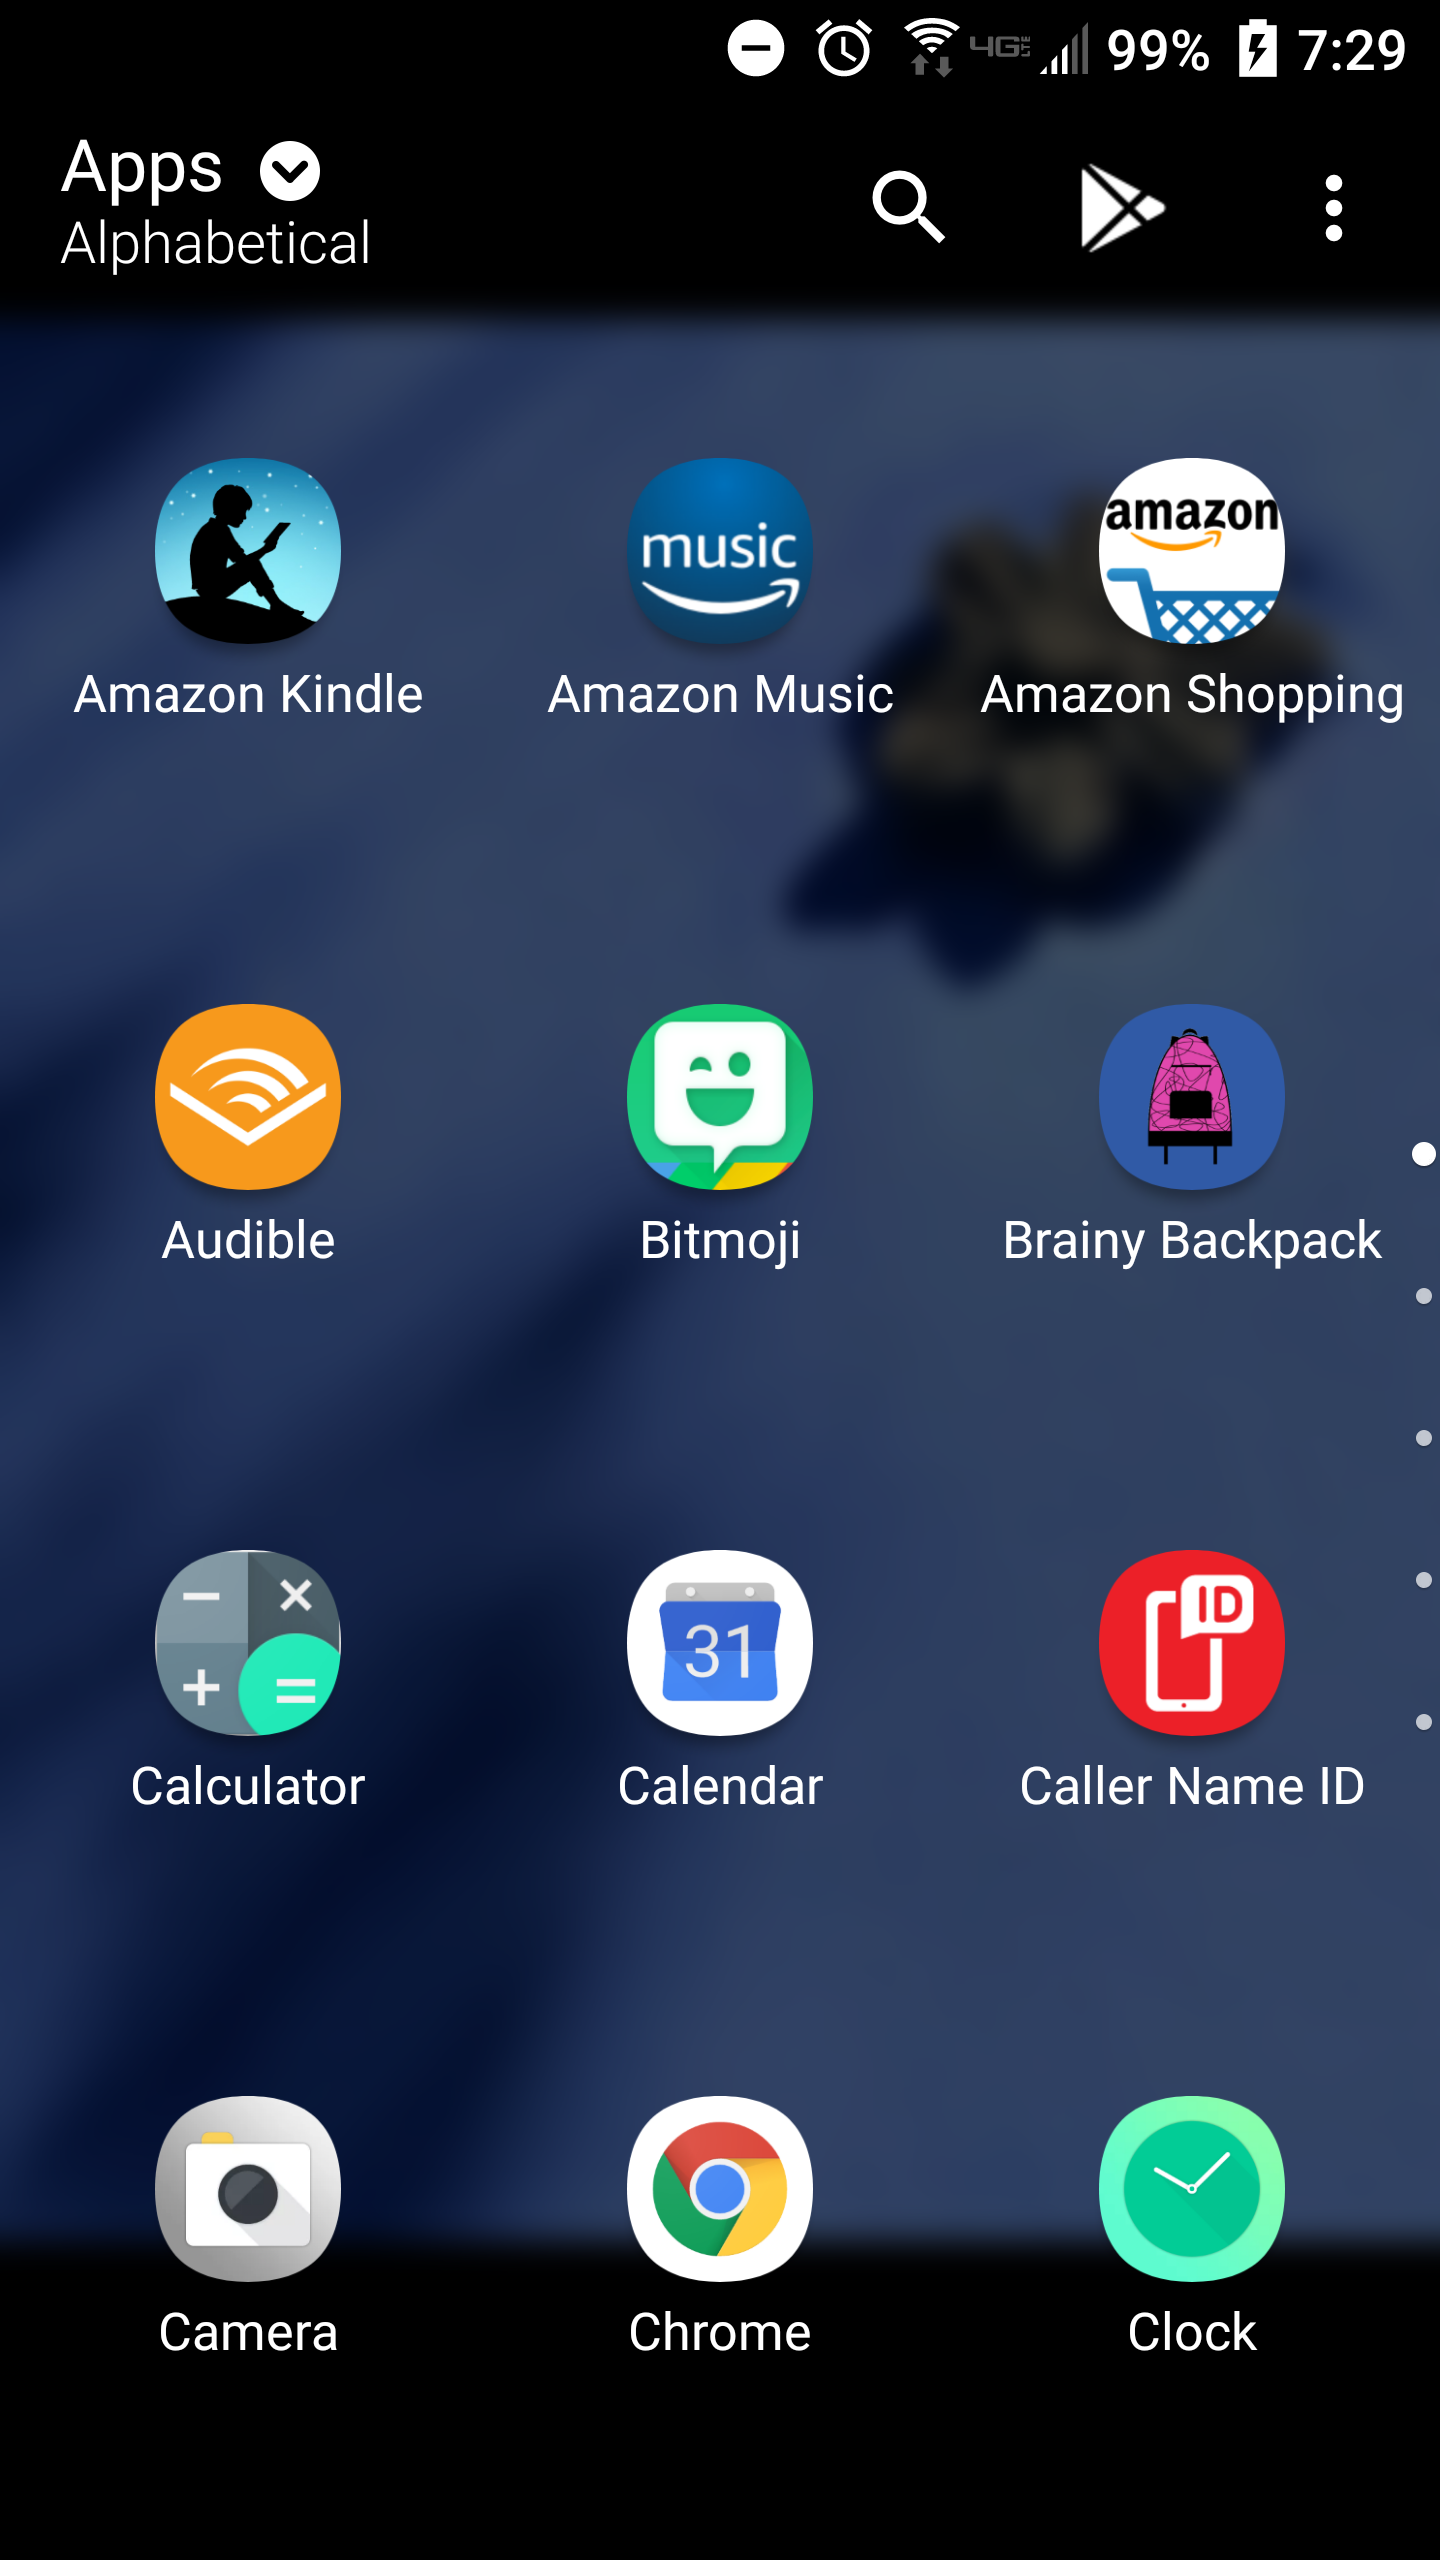 4G LTE 99% 7:29
Apps
Alphabetical
music
amazon
Amazon Kindle Amazon Music Amazon Shopping
Audible Bitmoji Brainy Backpack
− × + =
31
ID
Calculator Calendar Caller Name ID
Camera Chrome Clock